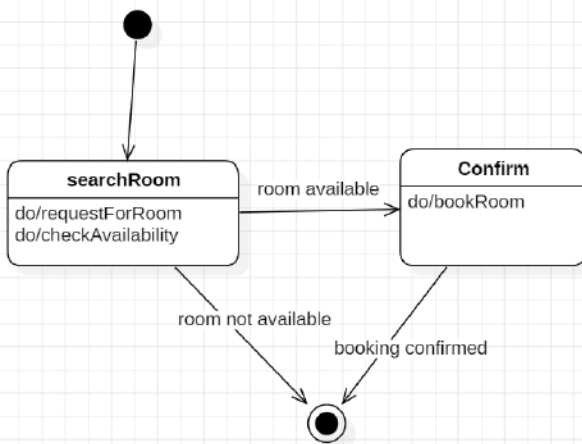 searchRoom
do/requestForRoom
do/checkAvailability
room available
Confirm
do/bookRoom
room not available
booking confirmed